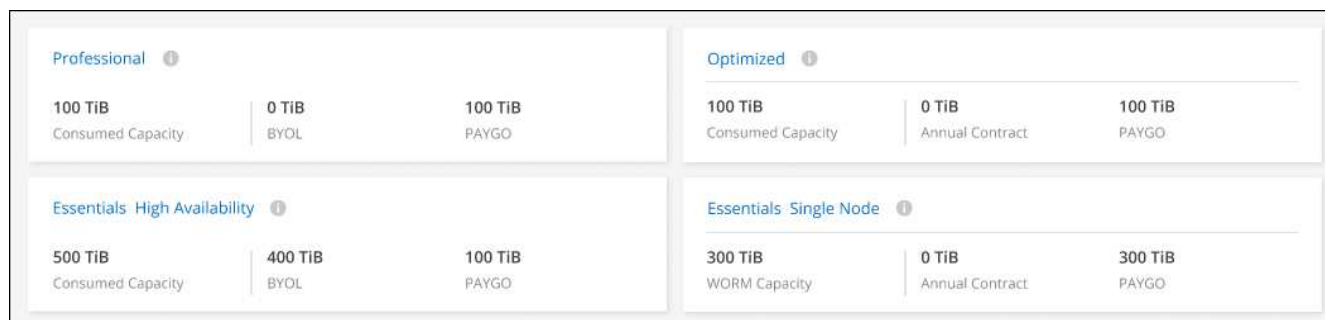 Professional
100 TiB 0 TiB 100 TiB
Consumed Capacity BYOL PAYGO
Optimized
100 TiB 0 TiB 100 TiB
Consumed Capacity Annual Contract PAYGO
Essentials High Availability
500 TiB 400 TiB 100 TiB
Consumed Capacity BYOL PAYGO
Essentials Single Node
300 TiB 0 TiB 300 TiB
WORM Capacity Annual Contract PAYGO